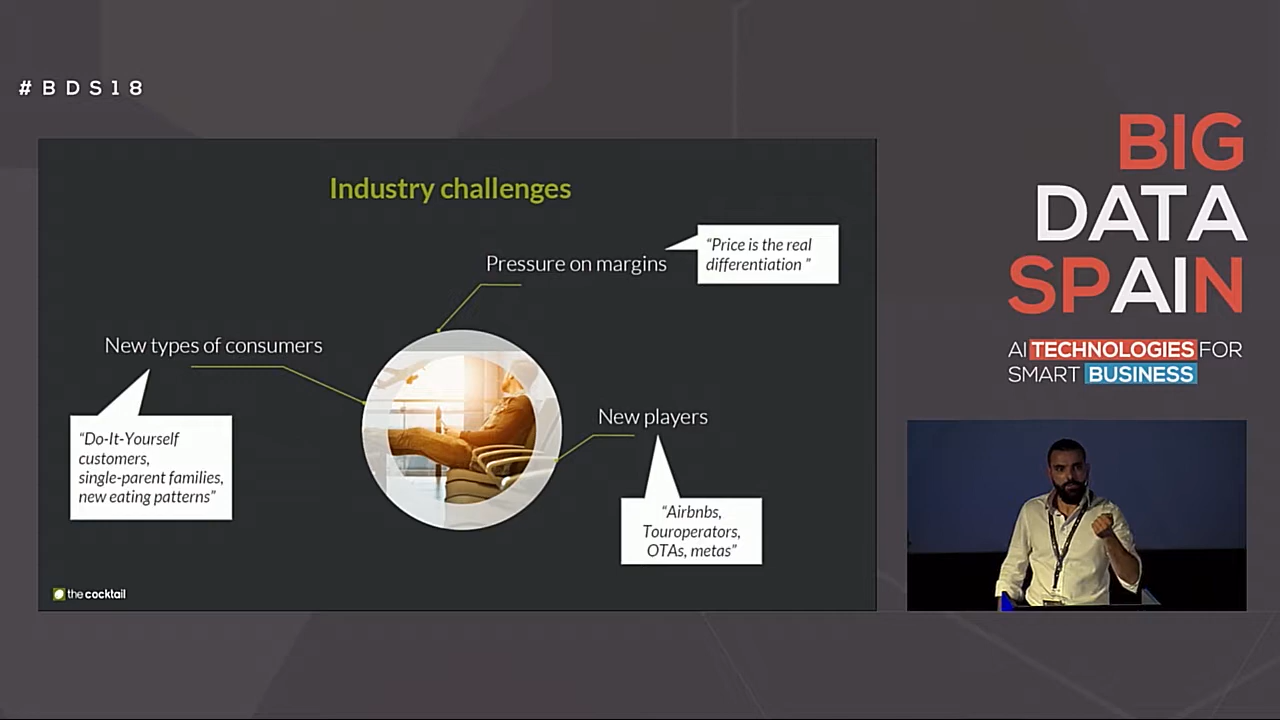 #BDS18
Industry challenges
Pressure on margins
“Price is the real
differentiation ”
New types of consumers
“Do-It-Yourself
customers,
single-parent families,
new eating patterns”
New players
“Airbnbs,
Touroperators,
OTAs, metas”
the cocktail
BIG
DATA
SPAIN
AI TECHNOLOGIES FOR
SMART BUSINESS